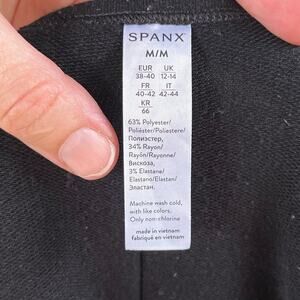 SPANX
M/M
EUR UK
38-40 12-14
FR IT
40-42 42-44
KR
66
63% Polyester/
Poliéster/Poliestere/
Полиэстер,
34% Rayon/
Rayón/Rayonne/
Вискоза,
3% Elastane/
Elastano/Elastan/
Эластан.
Machine wash cold,
with like colors.
Only non-chlorine
made in vietnam
fabriqué en vietnam